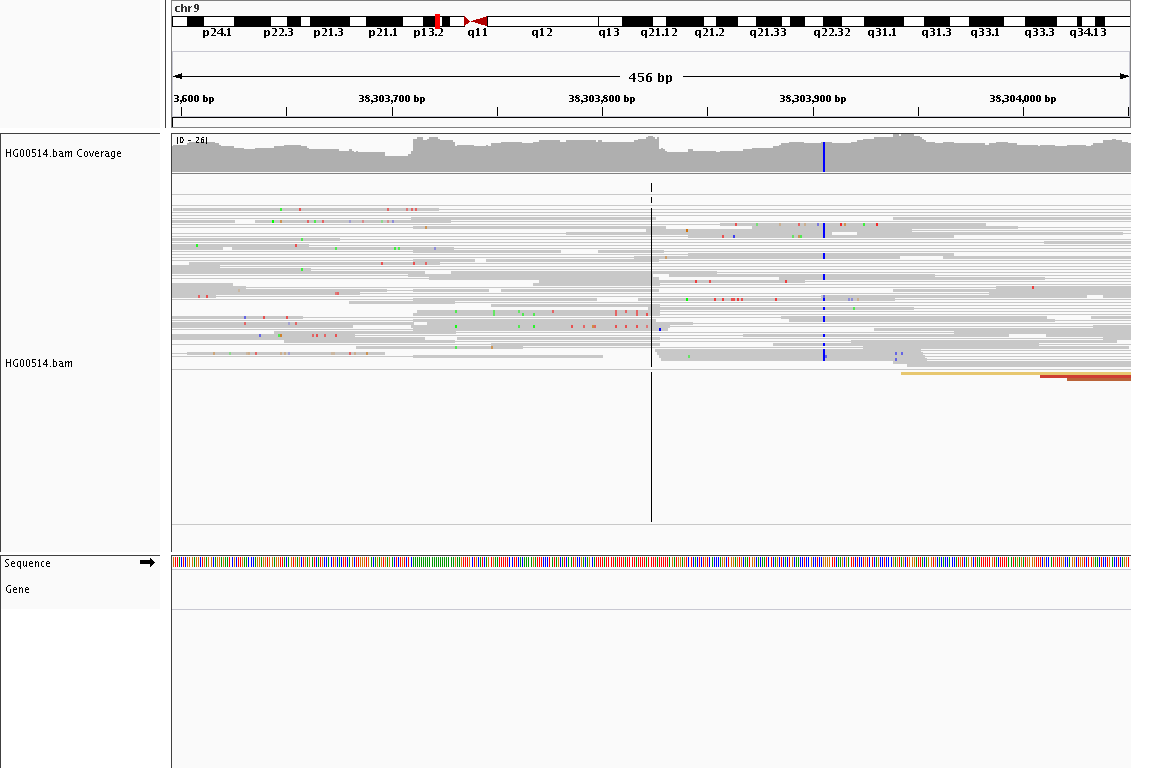 chr9
p24.1 p22.3 p21.3 p21.1 p13.2 q11 q12 q13 q21.12 q21.2 q21.33 q22.32 q31.1 q31.3 q33.1 q33.3 q34.13
456 bp
3,600 bp 38,303,700 bp 38,303,800 bp 38,303,900 bp 38,304,000 bp
HG00514.bam Coverage
[0 - 26]
HG00514.bam
Sequence
Gene